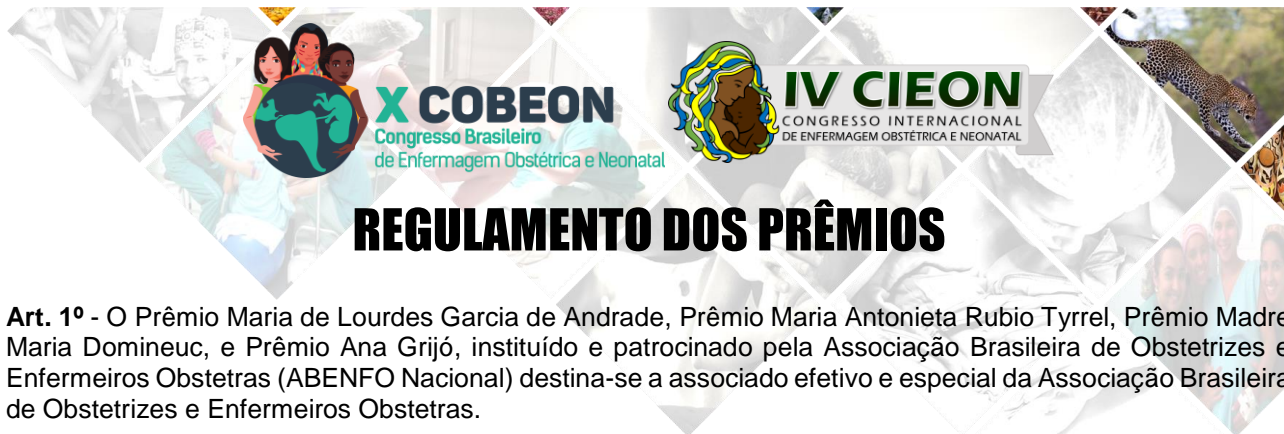 X COBEON
Congresso Brasileiro
de Enfermagem Obstétrica e Neonatal
IV CIEON
CONGRESSO INTERNACIONAL
DE ENFERMAGEM OBSTÉTRICA E NEONATAL
REGULAMENTO DOS PRÊMIOS
Art. 1º - O Prêmio Maria de Lourdes Garcia de Andrade, Prêmio Maria Antonieta Rubio Tyrrel, Prêmio Madre
Maria Domineuc, e Prêmio Ana Grijó, instituído e patrocinado pela Associação Brasileira de Obstetrizes e
Enfermeiros Obstetras (ABENFO Nacional) destina-se a associado efetivo e especial da Associação Brasileira
de Obstetrizes e Enfermeiros Obstetras.